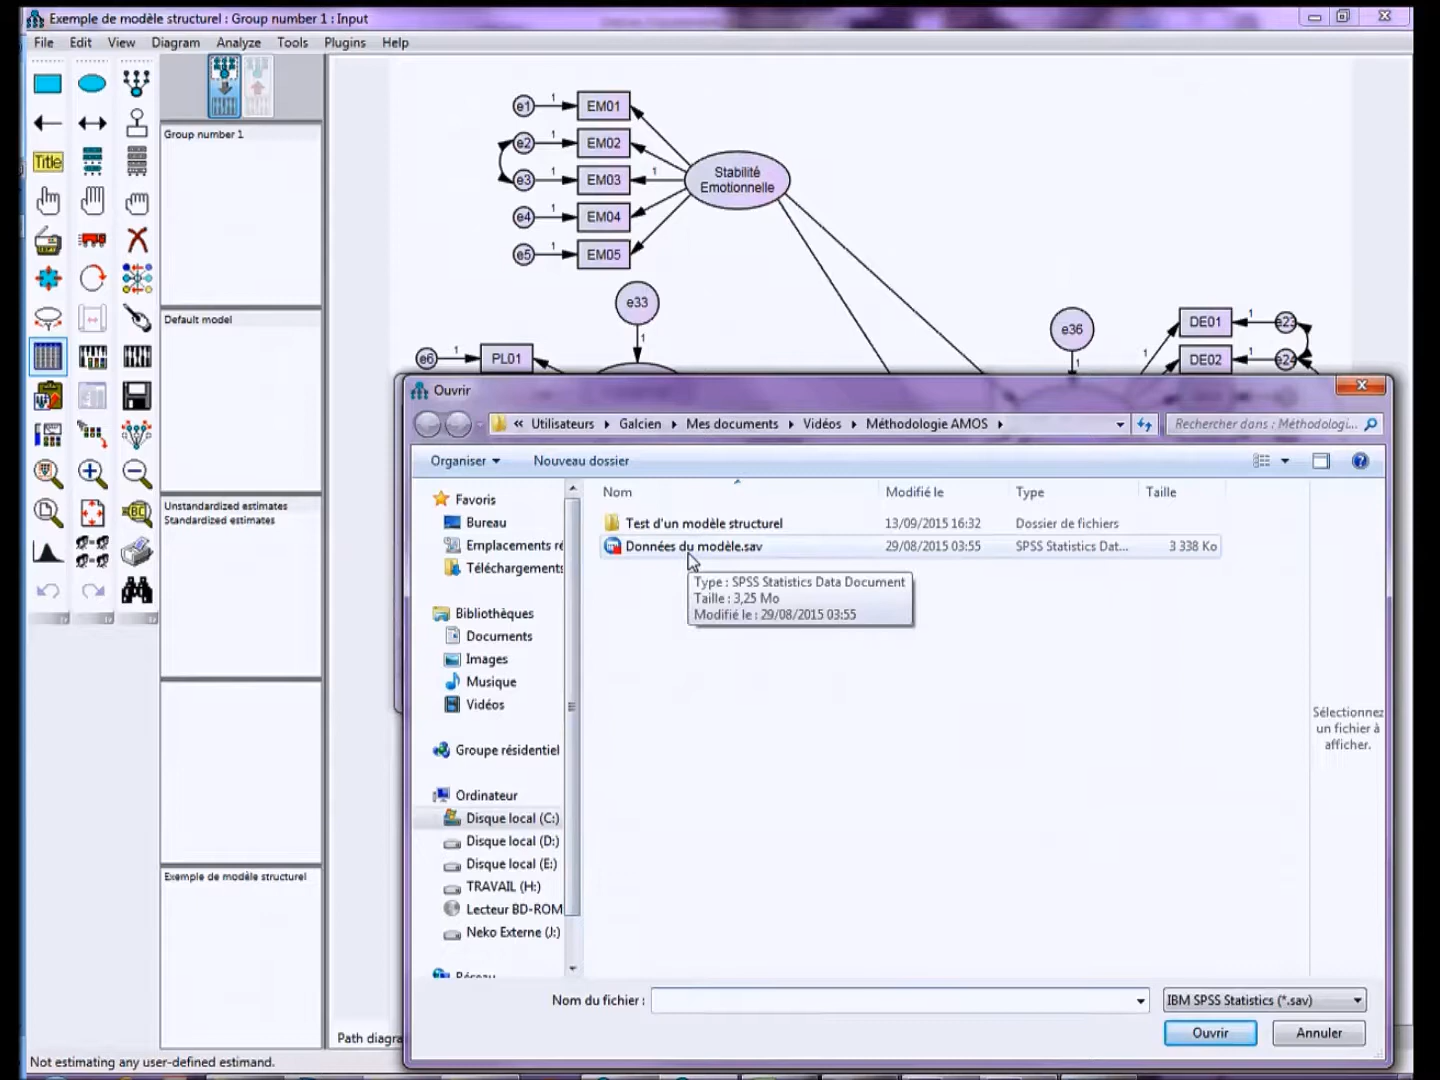 Exemple de modèle structurel : Group number 1 : Input
File Edit View Diagram Analyze Tools Plugins Help
Title
Group number 1
Default model
Unstandardized estimates
Standardized estimates
Exemple de modèle structurel
Not estimating any user-defined estimand.
e1 1 EM01
e2 1 EM02
e3 1 EM03 1
e4 1 EM04
e5 1 EM05
Stabilité
Emotionnelle
e33
1
e6 1 PL01
e36
1
DE01 1 e23
1 DE02 1 e24
Path diagra
Ouvrir
« Utilisateurs Galcien Mes documents Vidéos Méthodologie AMOS
Rechercher dans : Méthodologi...
Organiser Nouveau dossier
Favoris
Bureau
Emplacements ré
Téléchargements
Bibliothèques
Documents
Images
Musique
Vidéos
Groupe résidentiel
Ordinateur
Disque local (C:)
Disque local (D:)
Disque local (E:)
TRAVAIL (H:)
Lecteur BD-ROM
Neko Externe (J:)
Réseau
Nom Modifié le Type Taille
Test d'un modèle structurel 13/09/2015 16:32 Dossier de fichiers
Données du modèle.sav 29/08/2015 03:55 SPSS Statistics Dat... 3 338 Ko
Type : SPSS Statistics Data Document
Taille : 3,25 Mo
Modifié le : 29/08/2015 03:55
Sélectionnez
un fichier à
afficher.
Nom du fichier : IBM SPSS Statistics (*.sav)
Ouvrir Annuler